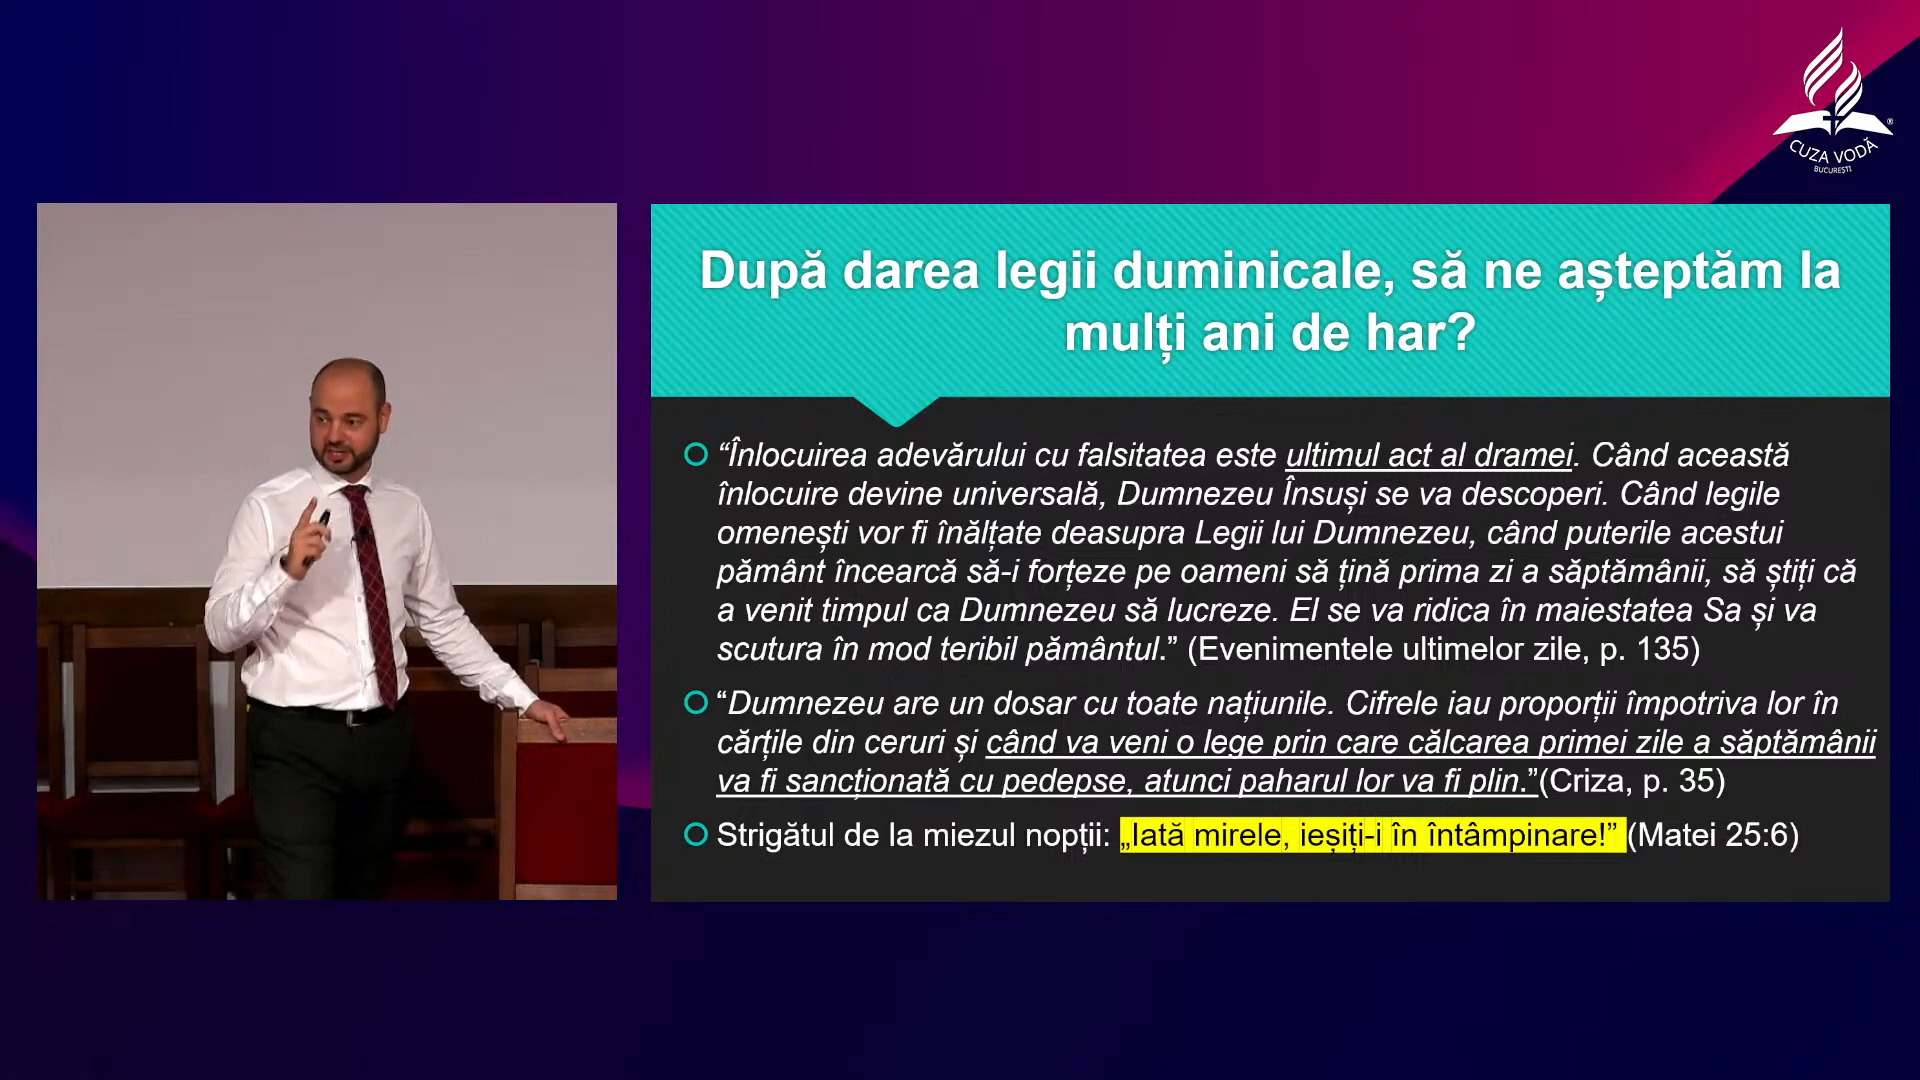 CUZA VODĂ
BUCUREȘTI
După darea legii duminicale, să ne așteptăm la
mulți ani de har?
“Înlocuirea adevărului cu falsitatea este ultimul act al dramei. Când această
înlocuire devine universală, Dumnezeu Însuși se va descoperi. Când legile
omenești vor fi înălțate deasupra Legii lui Dumnezeu, când puterile acestui
pământ încearcă să-i forțeze pe oameni să țină prima zi a săptămânii, să știți că
a venit timpul ca Dumnezeu să lucreze. El se va ridica în maiestatea Sa și va
scutura în mod teribil pământul.” (Evenimentele ultimelor zile, p. 135)
“Dumnezeu are un dosar cu toate națiunile. Cifrele iau proporții împotriva lor în
cărțile din ceruri și când va veni o lege prin care călcarea primei zile a săptămânii
va fi sancționată cu pedepse, atunci paharul lor va fi plin.”(Criza, p. 35)
Strigătul de la miezul nopții: „Iată mirele, ieșiți-i în întâmpinare!” (Matei 25:6)